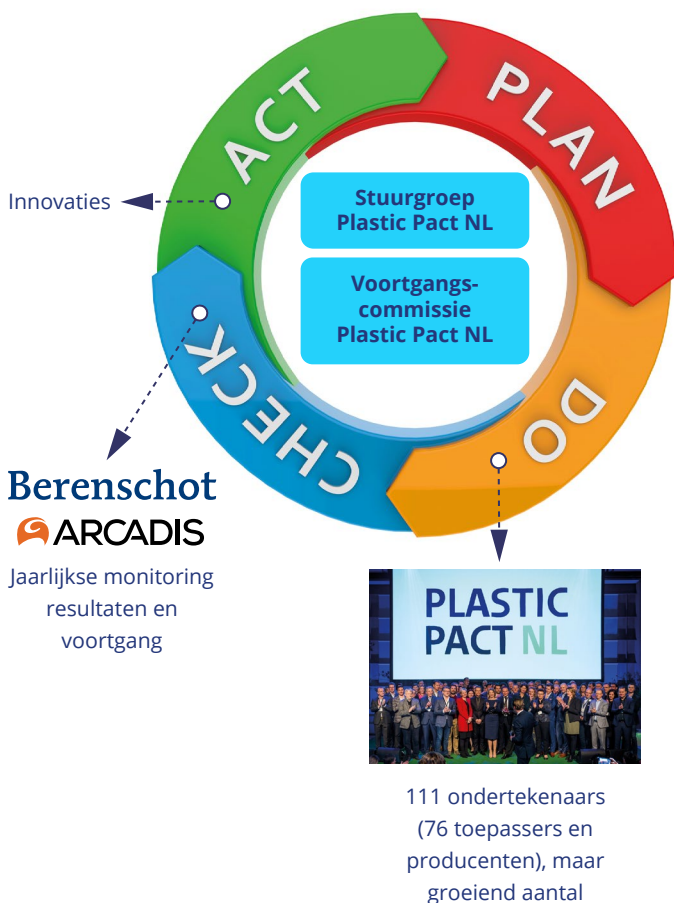 ACT
PLAN
Innovaties
Stuurgroep
Plastic Pact NL
Voortgangs-
commissie
Plastic Pact NL
CHECK
DO
Berenschot
ARCADIS
Jaarlijkse monitoring
resultaten en
voortgang
PLASTIC
PACT NL
111 ondertekenaars
(76 toepassers en
producenten), maar
groeiend aantal